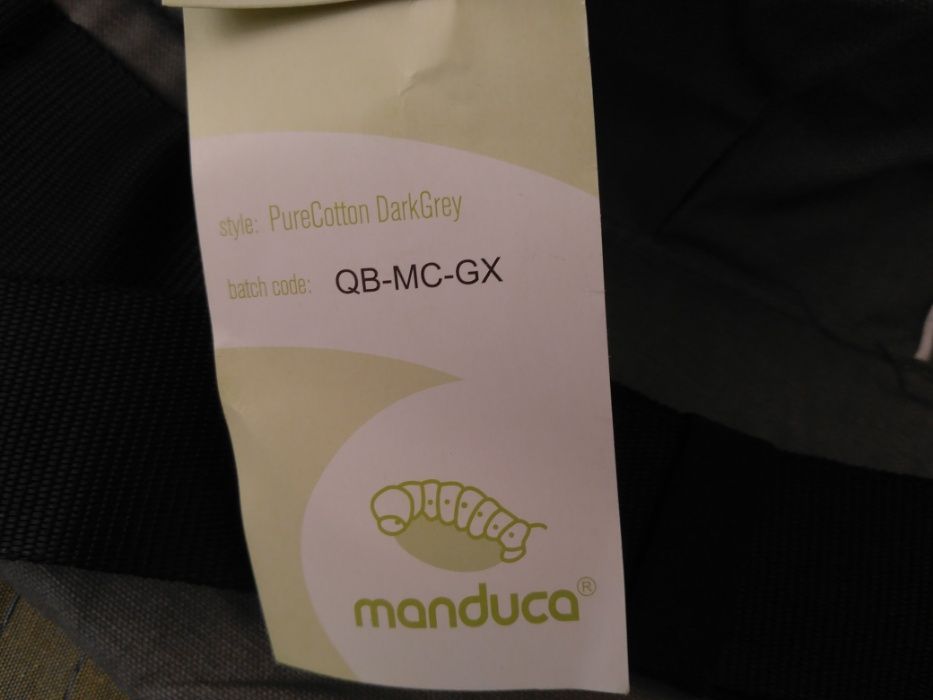 style: PureCotton DarkGrey
batch code: QB-MC-GX
manduca®